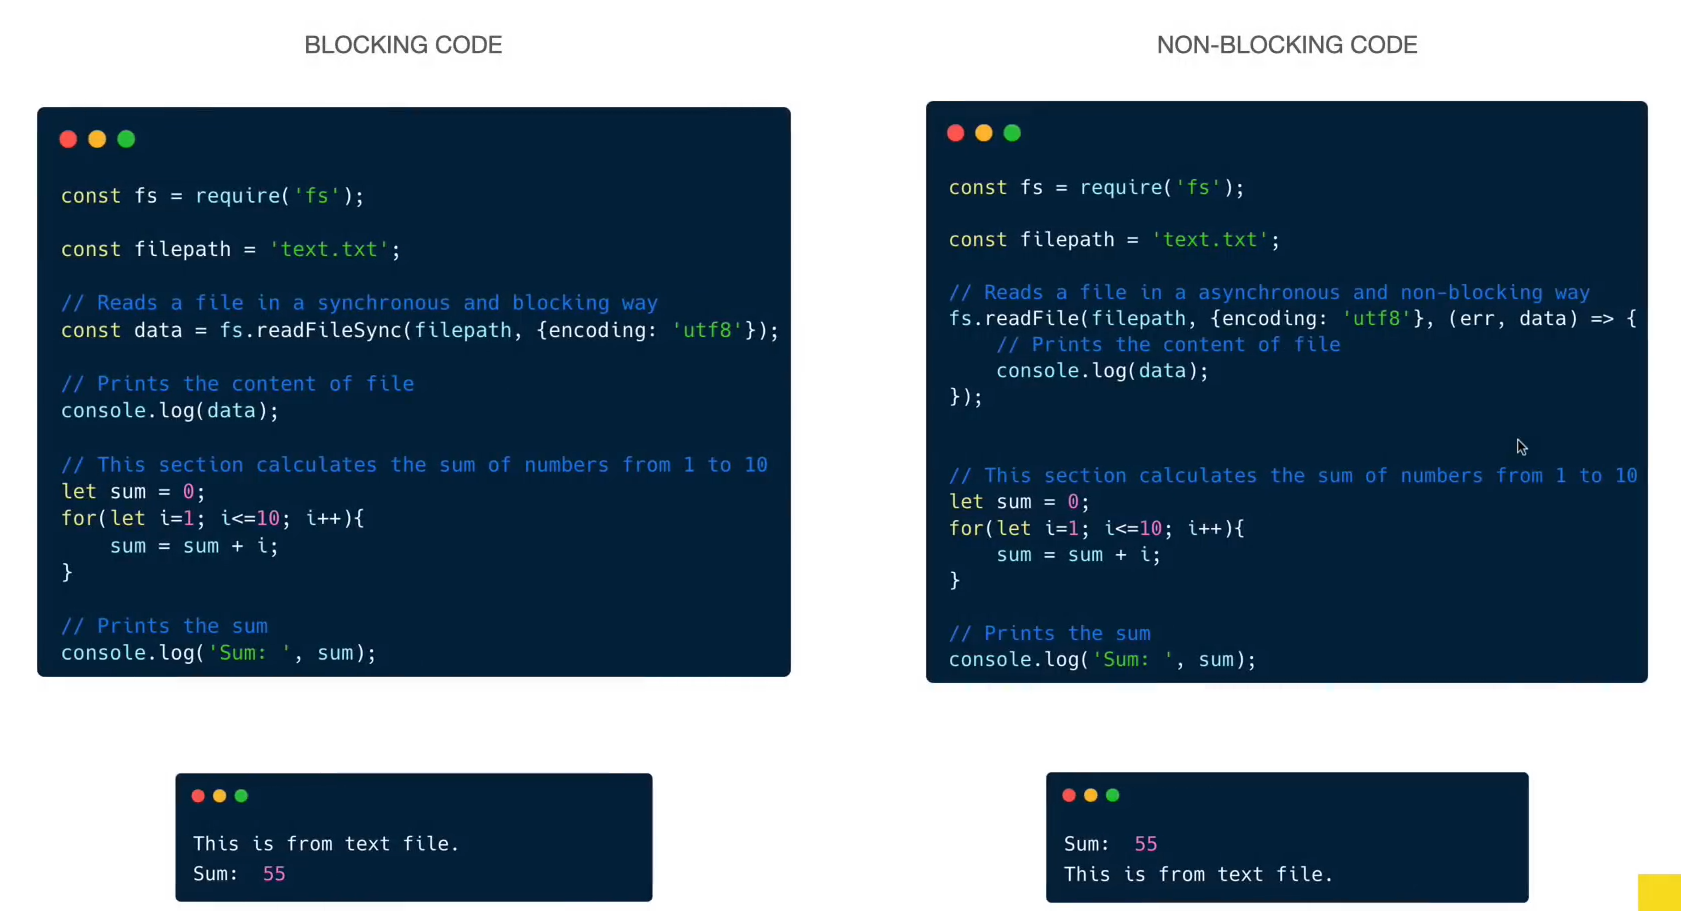 BLOCKING CODE
const fs = require('fs');
const filepath = 'text.txt';
// Reads a file in a synchronous and blocking way
const data = fs.readFileSync(filepath, {encoding: 'utf8'});
// Prints the content of file
console.log(data);
// This section calculates the sum of numbers from 1 to 10
let sum = 0;
for(let i=1; i<=10; i++){
    sum = sum + i;
}
// Prints the sum
console.log('Sum: ', sum);
This is from text file.
Sum:  55
NON-BLOCKING CODE
const fs = require('fs');
const filepath = 'text.txt';
// Reads a file in a asynchronous and non-blocking way
fs.readFile(filepath, {encoding: 'utf8'}, (err, data) => {
    // Prints the content of file
    console.log(data);
});
// This section calculates the sum of numbers from 1 to 10
let sum = 0;
for(let i=1; i<=10; i++){
    sum = sum + i;
}
// Prints the sum
console.log('Sum: ', sum);
Sum:  55
This is from text file.